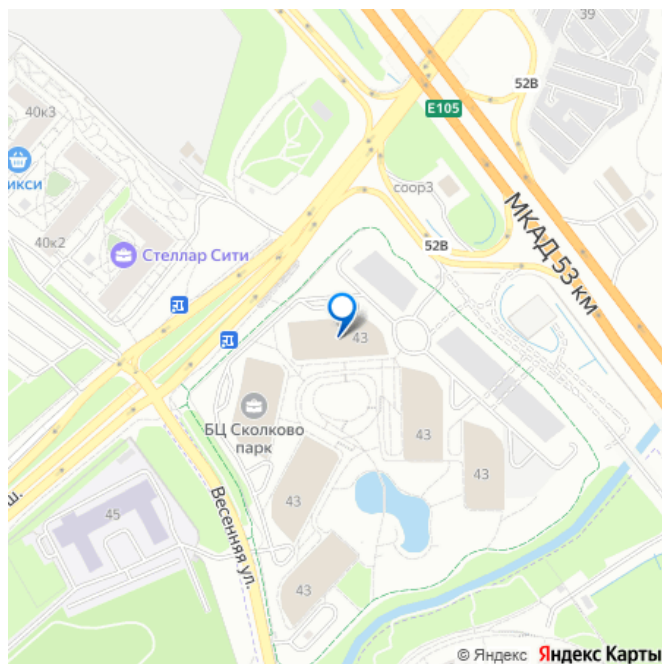 39
52В
40к3
E105
икси
соор3
40к2
Стеллар Сити
52В
МКАД 53 км
43
БЦ Сколково
парк
43
43
43
ш.
45
Весенняя ул.
43
© Яндекс Яндекс Карты